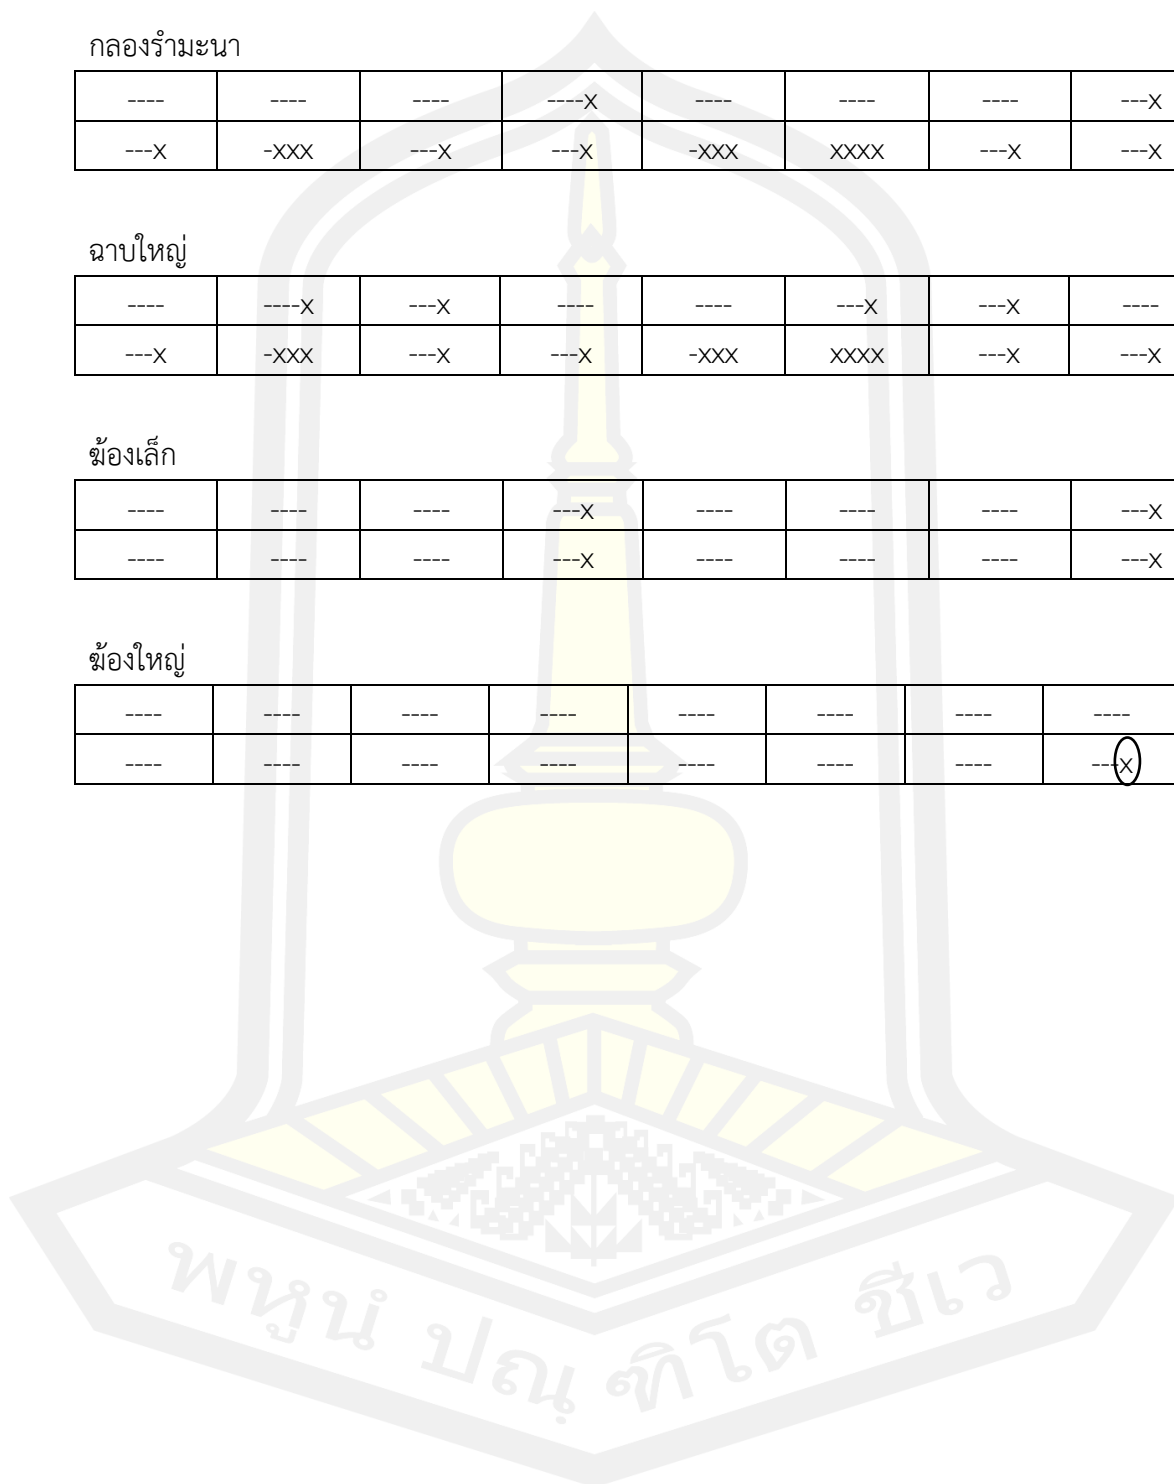 กลองรำมะนา
---- ---- ---- ----X ---- ---- ---- ---X
---X -XXX ---X ---X -XXX XXXX ---X ---X
ฉาบใหญ่
---- ----X ---X ---- ---- ---X ---X ----
---X -XXX ---X ---X -XXX XXXX ---X ---X
ฆ้องเล็ก
---- ---- ---- ---X ---- ---- ---- ---X
---- ---- ---- ---X ---- ---- ---- ---X
ฆ้องใหญ่
---- ---- ---- ---- ---- ---- ---- ----
---- ---- ---- ---- ---- ---- ---- ---X
พหูนํ ปณฺฑิโต ชีเว